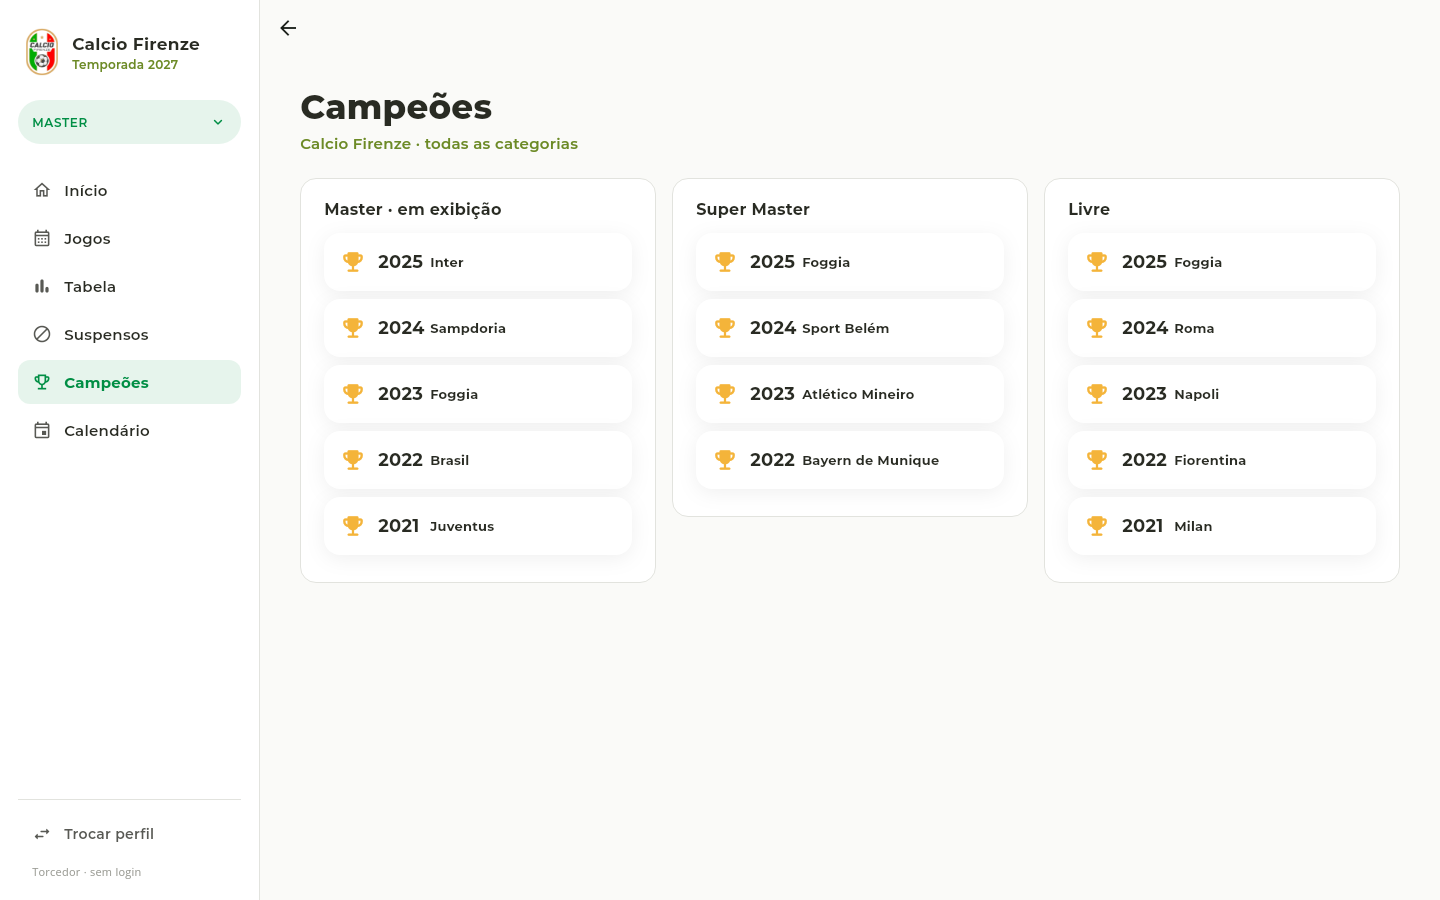 CALCIO
Calcio Firenze
Temporada 2027
MASTER
Início
Jogos
Tabela
Suspensos
Campeões
Calendário
Trocar perfil
Torcedor · sem login
Campeões
Calcio Firenze · todas as categorias
Master · em exibição
2025 Inter
2024 Sampdoria
2023 Foggia
2022 Brasil
2021 Juventus
Super Master
2025 Foggia
2024 Sport Belém
2023 Atlético Mineiro
2022 Bayern de Munique
Livre
2025 Foggia
2024 Roma
2023 Napoli
2022 Fiorentina
2021 Milan